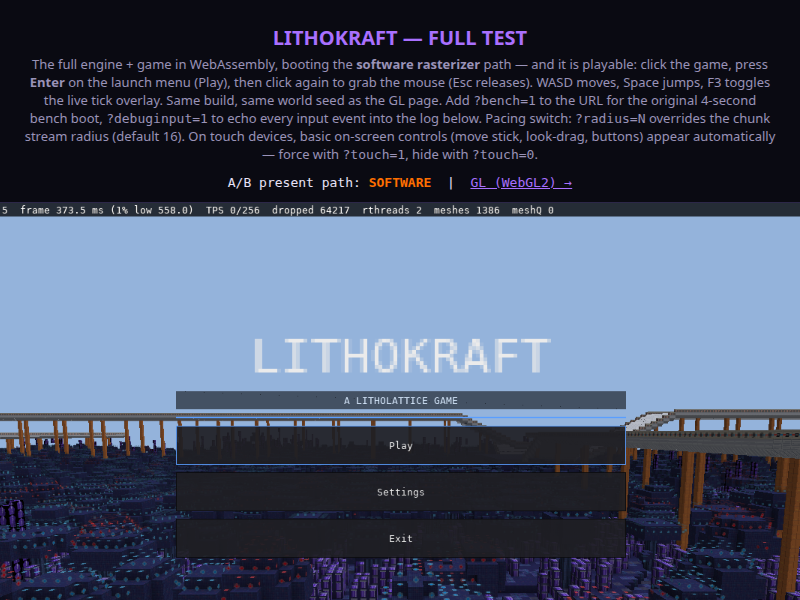 LITHOKRAFT — FULL TEST
The full engine + game in WebAssembly, booting the software rasterizer path — and it is playable: click the game, press
Enter on the launch menu (Play), then click again to grab the mouse (Esc releases). WASD moves, Space jumps, F3 toggles
the live tick overlay. Same build, same world seed as the GL page. Add ?bench=1 to the URL for the original 4-second
bench boot, ?debuginput=1 to echo every input event into the log below. Pacing switch: ?radius=N overrides the chunk
stream radius (default 16). On touch devices, basic on-screen controls (move stick, look-drag, buttons) appear automatically
— force with ?touch=1, hide with ?touch=0.
A/B present path: SOFTWARE | GL (WebGL2) →
5 frame 373.5 ms (1% low 558.0) TPS 0/256 dropped 64217 rthreads 2 meshes 1386 meshQ 0
LITHOKRAFT
A LITHOLATTICE GAME
Play
Settings
Exit